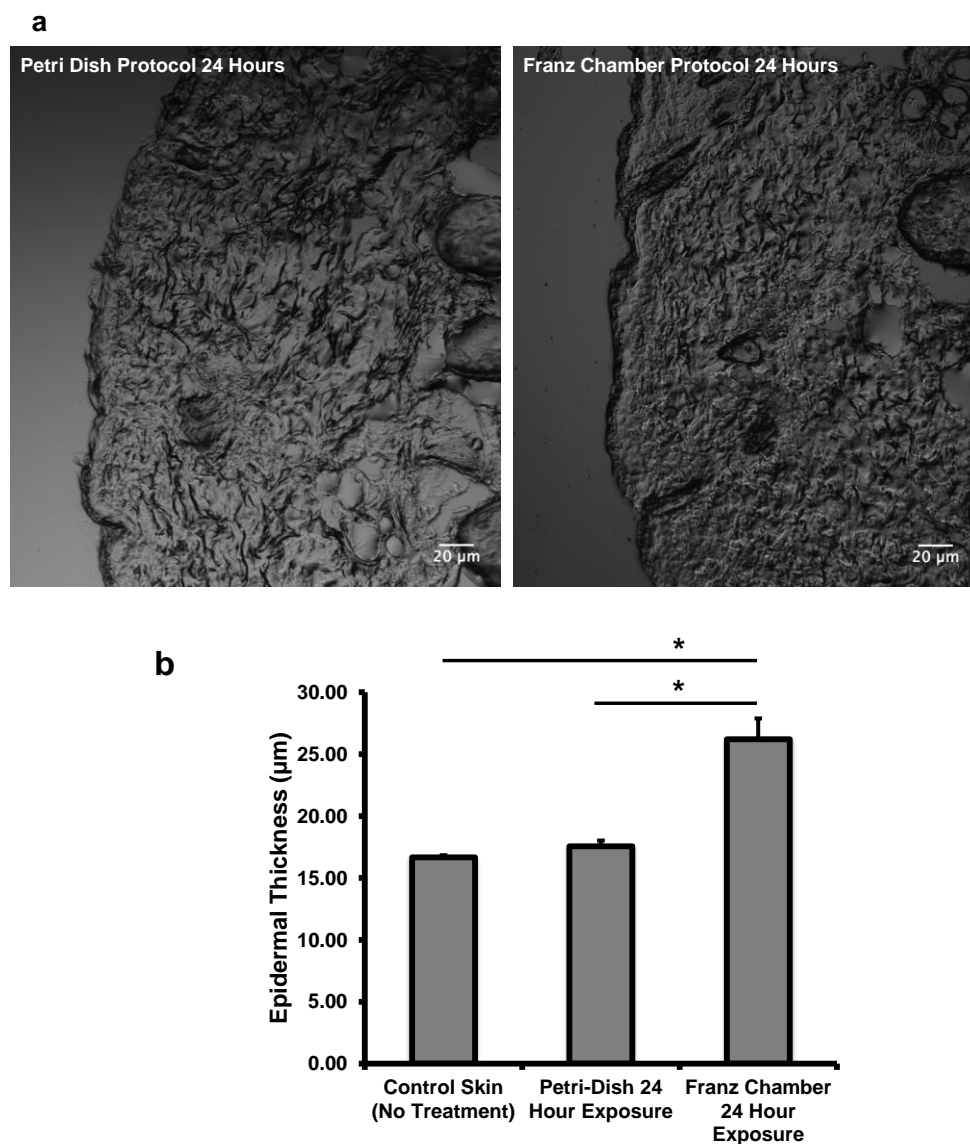 a
Petri Dish Protocol 24 Hours
Franz Chamber Protocol 24 Hours
20 µm
20 µm
b
*
*
30.00
25.00
20.00
15.00
10.00
5.00
0.00
Epidermal Thickness (µm)
Control Skin
(No Treatment)
Petri-Dish 24
Hour Exposure
Franz Chamber
24 Hour
Exposure